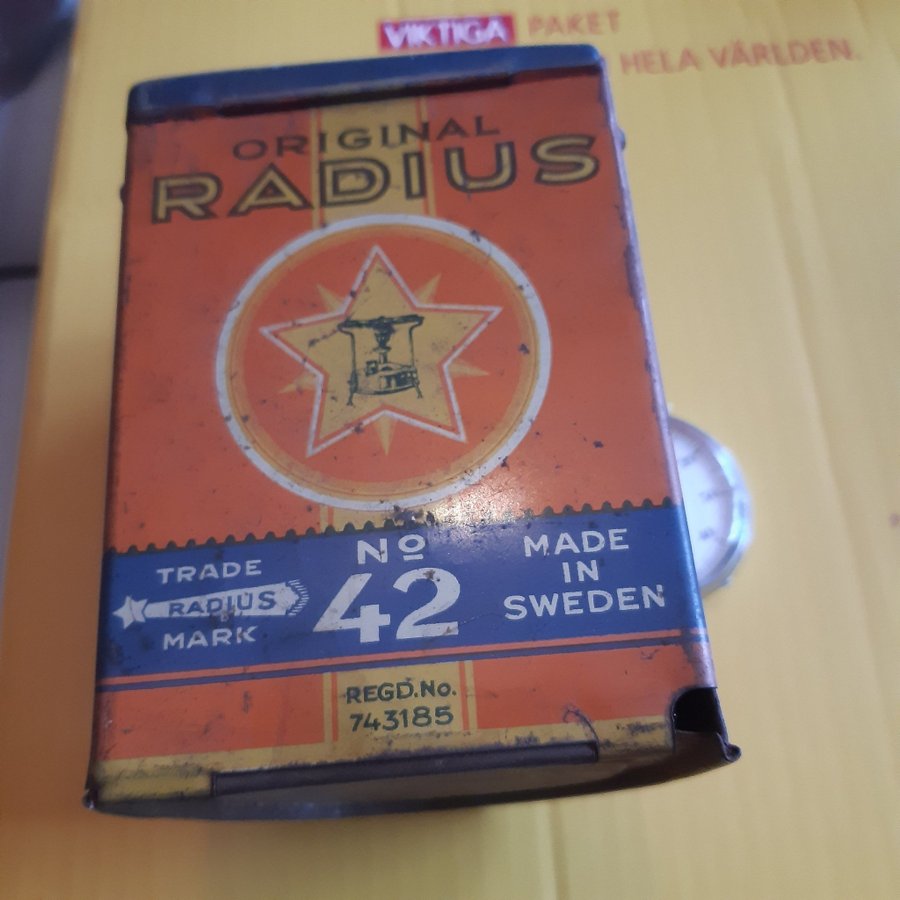 VIKTIGA PAKET
HELA VÄRLDEN.
ORIGINAL
RADIUS
TRADE
RADIUS
MARK
No
42
MADE
IN
SWEDEN
REGD. No.
743185